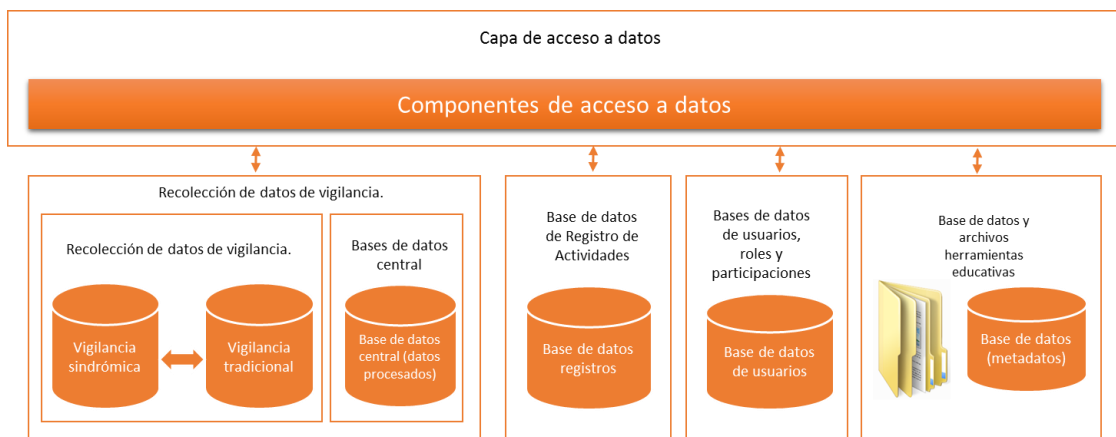 Capa de acceso a datos
Componentes de acceso a datos
Recolección de datos de vigilancia.
Recolección de datos de vigilancia.
Vigilancia
sindrómica
Vigilancia
tradicional
Bases de datos
central
Base de datos
central (datos
procesados)
Base de datos
de Registro de
Actividades
Base de datos
registros
Bases de datos
de usuarios,
roles y
participaciones
Base de datos
de usuarios
Base de datos y
archivos
herramientas
educativas
Base de datos
(metadatos)